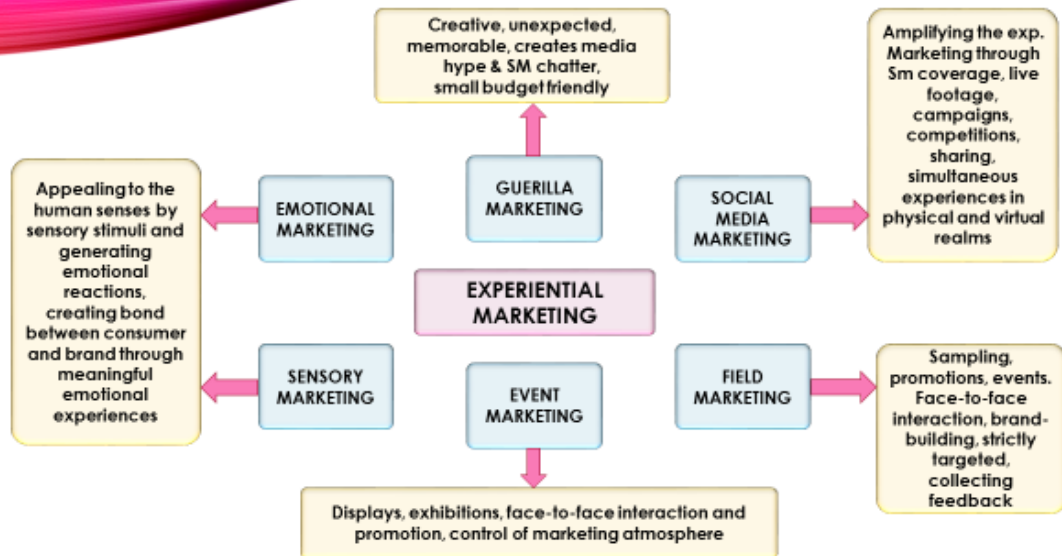 Creative, unexpected,
memorable, creates media
hype & SM chatter,
small budget friendly
Amplifying the exp.
Marketing through
Sm coverage, live
footage,
campaigns,
competitions,
sharing,
simultaneous
experiences in
physical and virtual
realms
Appealing to the
human senses by
sensory stimuli and
generating
emotional
reactions,
creating bond
between consumer
and brand through
meaningful
emotional
experiences
EMOTIONAL
MARKETING
GUERILLA
MARKETING
SOCIAL
MEDIA
MARKETING
EXPERIENTIAL
MARKETING
SENSORY
MARKETING
EVENT
MARKETING
FIELD
MARKETING
Sampling,
promotions, events.
Face-to-face
interaction, brand-
building, strictly
targeted,
collecting
feedback
Displays, exhibitions, face-to-face interaction and
promotion, control of marketing atmosphere